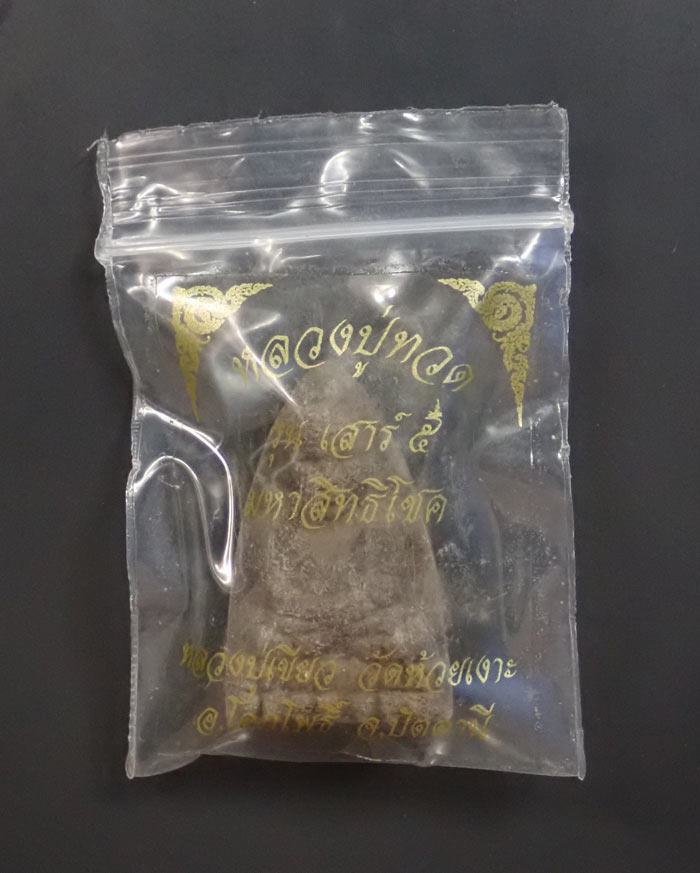 หลวงปู่ทวด
รุ่น เสาร์ ๕
มหาสิทธิโชค
หลวงปู่เขียว วัดห้วยเงาะ
อ.โคกโพธิ์ จ.ปัตตานี